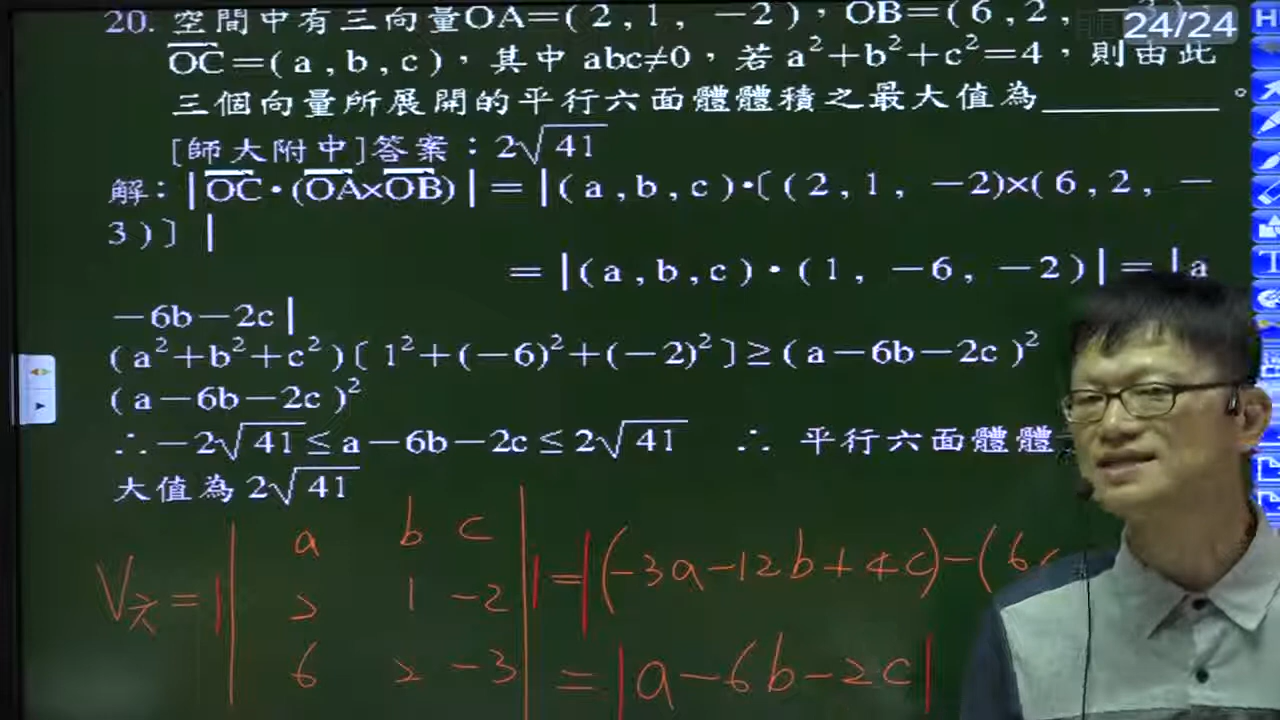 24/24
20. 空間中有三向量OA=(2,1, -2), OB=(6,2, -3),
OC=(a,b,c), 其中 abc≠0, 若 a²+b²+c²=4, 則由此
三個向量所展開的平行六面體體積之最大值為________。
[師大附中]答案:2√41
解: |OC•(OA×OB)| = |(a,b,c)•[(2,1, -2)×(6,2, -
3)] |
= |(a,b,c)•(1, -6, -2)| = |a
-6b-2c|
(a²+b²+c²)[1²+(-6)²+(-2)²]≥(a-6b-2c)²
(a-6b-2c)²
∴-2√41≤a-6b-2c≤2√41 ∴ 平行六面體體
大值為 2√41
a b c
V六=| 2 1 -2 |=|(-3a-12b+4c)-(6
6 2 -3
=|a-6b-2c|